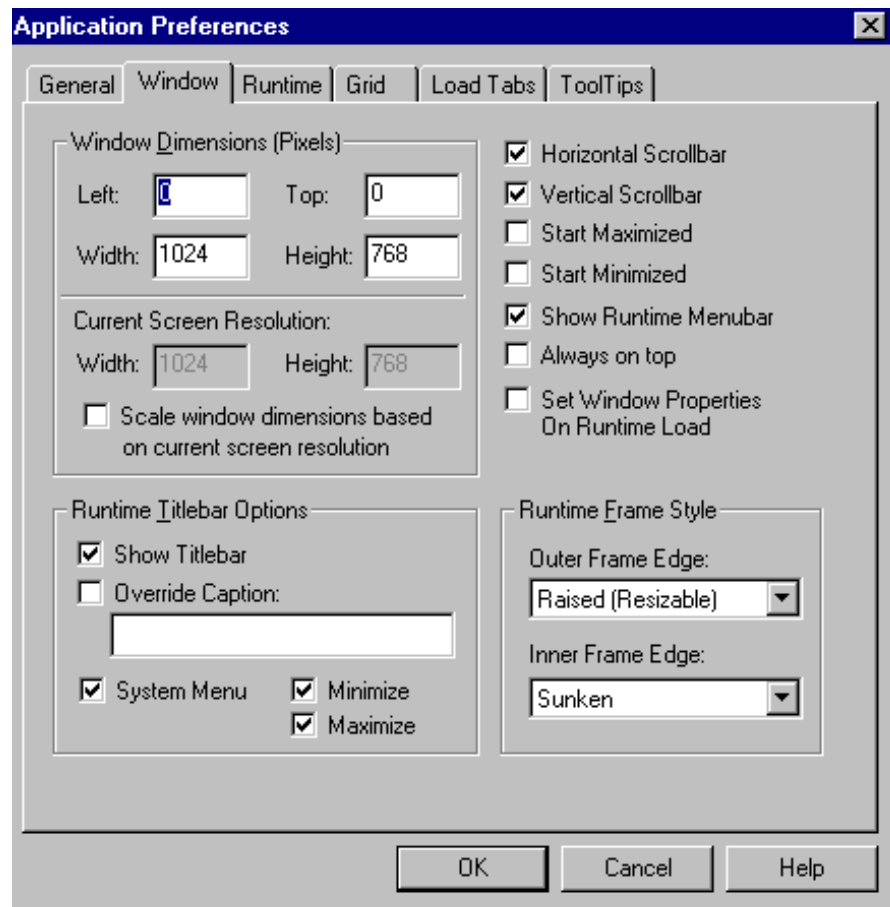 Application Preferences
General Window Runtime Grid Load Tabs ToolTips
Window Dimensions (Pixels)
Left: 0 Top: 0
Width: 1024 Height: 768
Current Screen Resolution:
Width: 1024 Height: 768
Scale window dimensions based
on current screen resolution
Horizontal Scrollbar
Vertical Scrollbar
Start Maximized
Start Minimized
Show Runtime Menubar
Always on top
Set Window Properties
On Runtime Load
Runtime Titlebar Options
Show Titlebar
Override Caption:
System Menu Minimize
Maximize
Runtime Frame Style
Outer Frame Edge:
Raised (Resizable)
Inner Frame Edge:
Sunken
OK Cancel Help